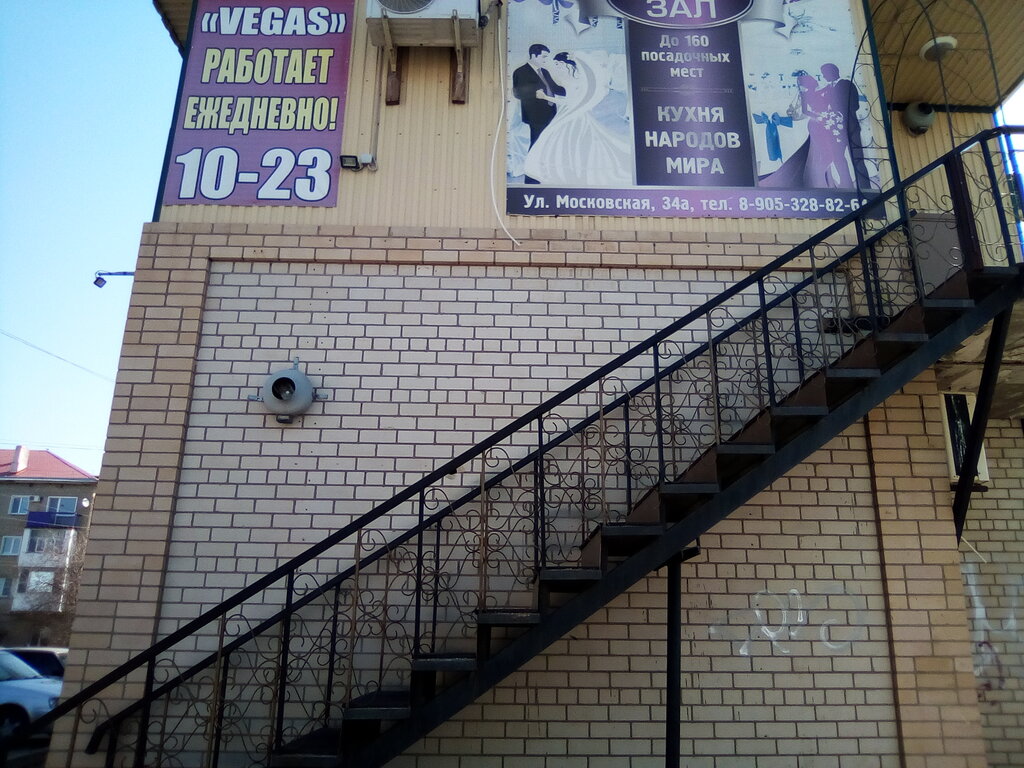 «VEGAS»
РАБОТАЕТ
ЕЖЕДНЕВНО!
10-23
ЗАЛ
До 160
посадочных
мест
КУХНЯ
НАРОДОВ
МИРА
Ул. Московская, 34а, тел. 8-905-328-82-6